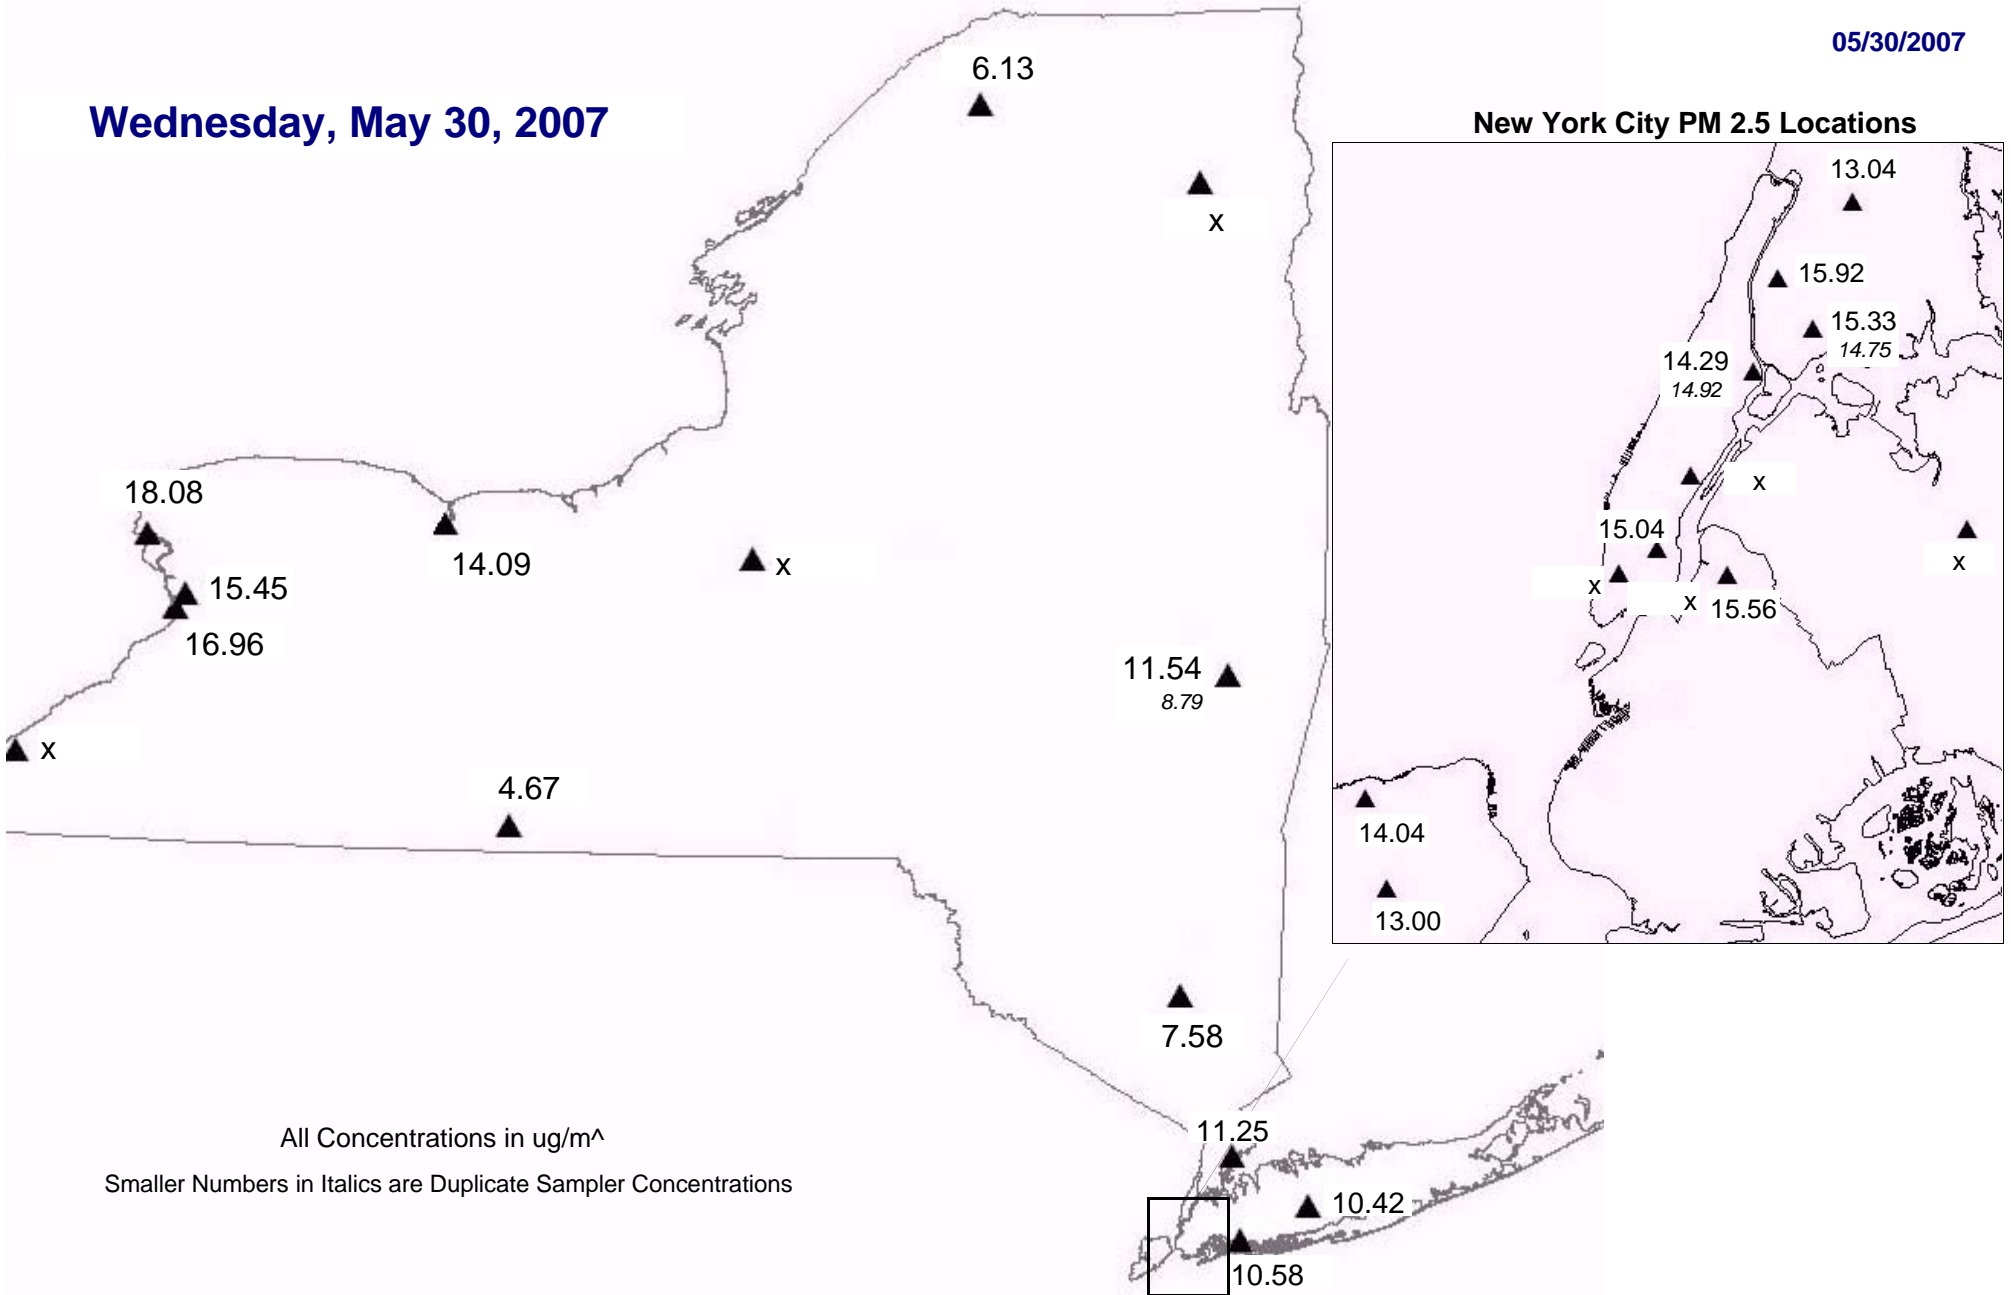 05/30/2007
Wednesday, May 30, 2007
6.13
x
New York City PM 2.5 Locations
13.04
15.92
15.33
14.75
14.29
14.92
x
15.04
x
x
x
15.56
14.04
13.00
18.08
14.09
x
15.45
16.96
11.54
8.79
x
4.67
7.58
11.25
10.42
10.58
All Concentrations in ug/m^
Smaller Numbers in Italics are Duplicate Sampler Concentrations